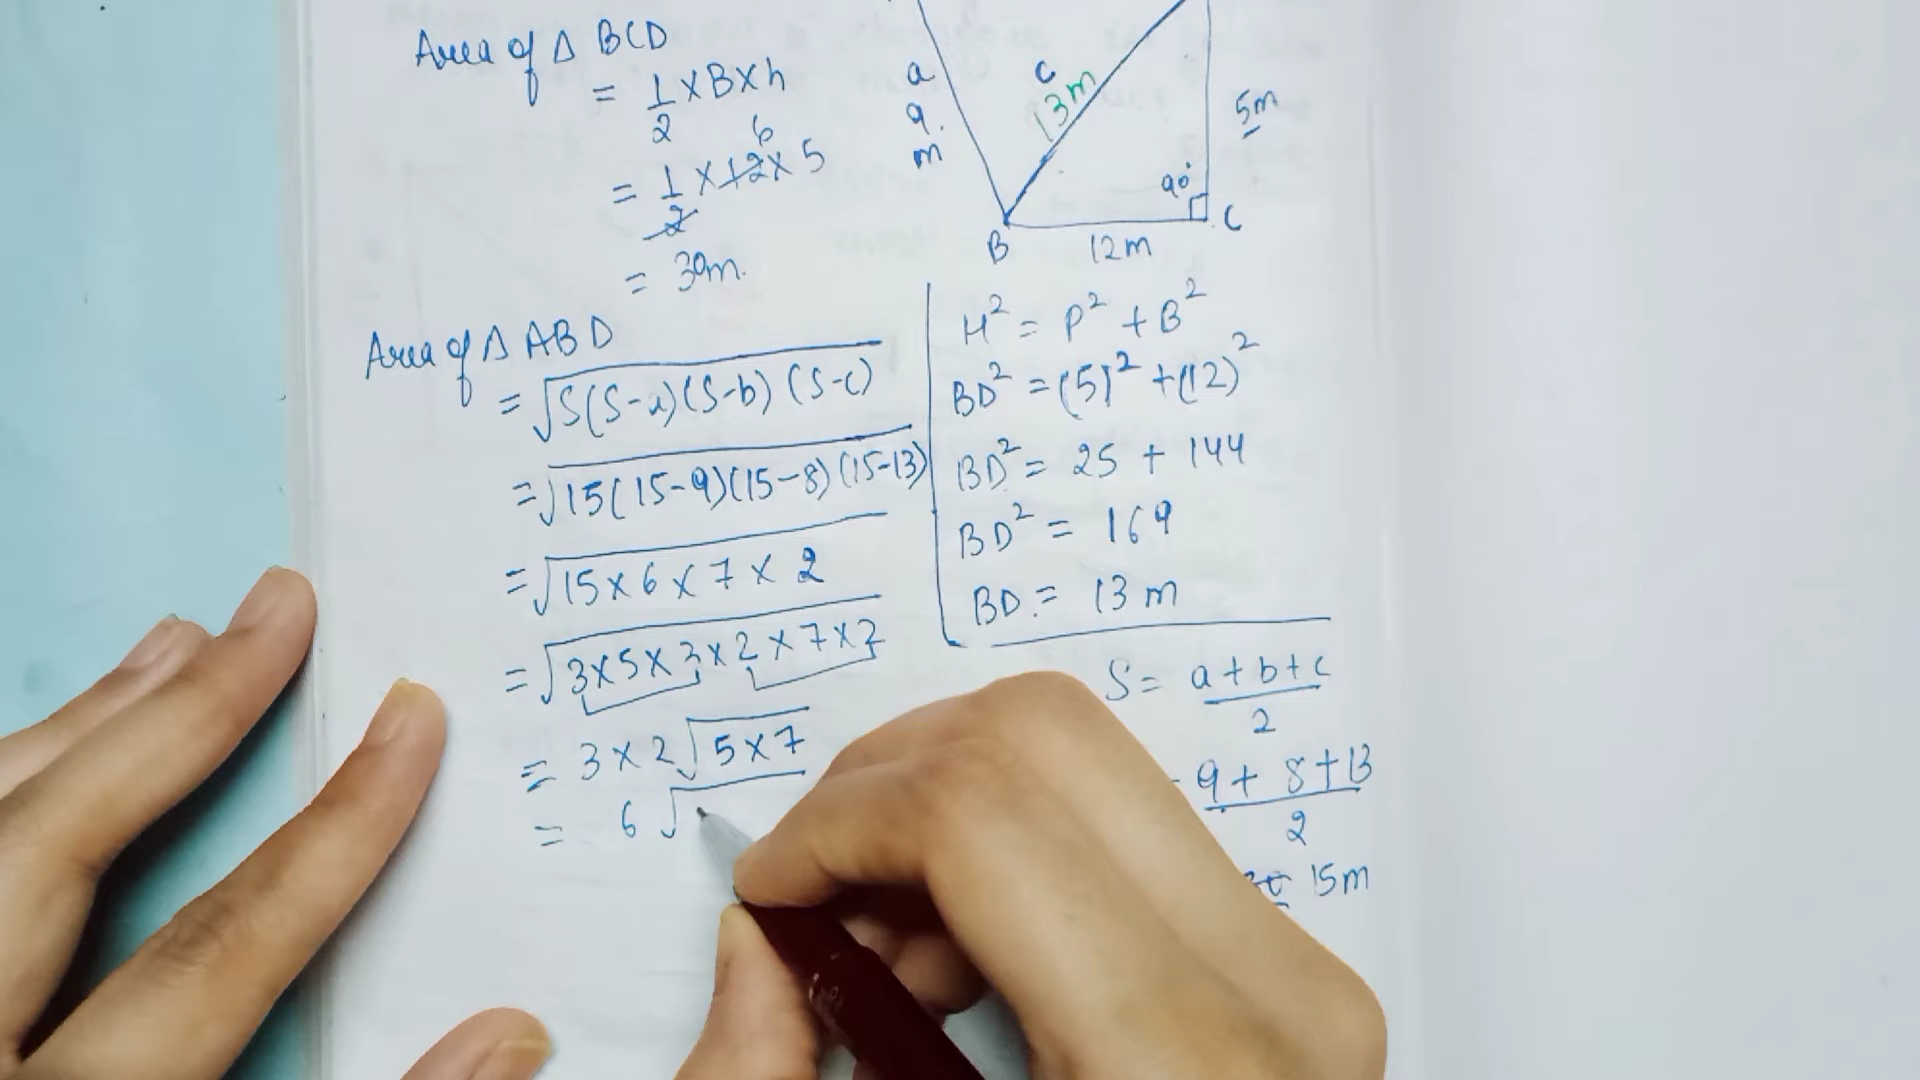 Area of Δ BCD
= 1/2 × B × h
= 1/2 × 12 × 5
6
= 30m.
Area of Δ ABD
= √S(S-a)(S-b)(S-c)
= √15(15-9)(15-8)(15-13)
= √15 × 6 × 7 × 2
= √3 × 5 × 3 × 2 × 7 × 2
= 3 × 2 √5 × 7
= 6 √
a
9.
m
c
13m
5m
90°
B
12m
C
H² = P² + B²
BD² = (5)² + (12)²
BD² = 25 + 144
BD² = 169
BD = 13 m
S = a + b + c / 2
9 + 8 + 13 / 2
15m